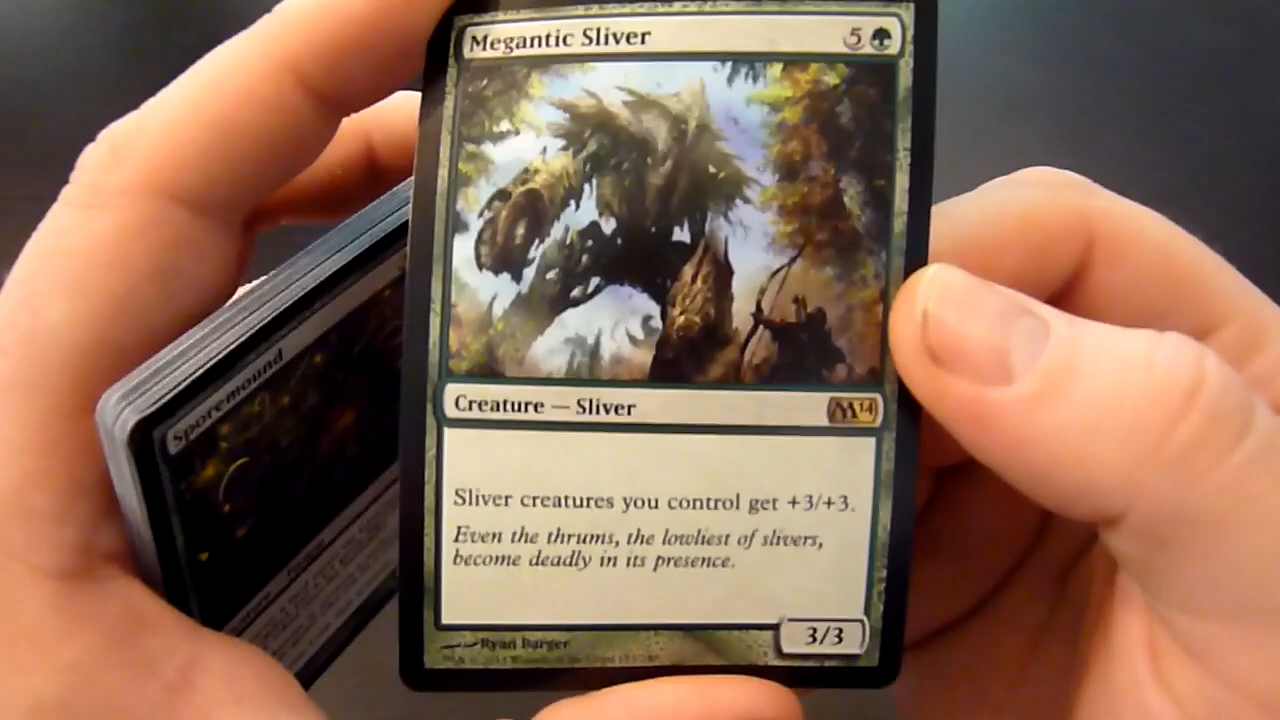 Megantic Sliver 5
Creature — Sliver M14
Sliver creatures you control get +3/+3.
Even the thrums, the lowliest of slivers,
become deadly in its presence.
3/3
Ryan Barger
Sporemound